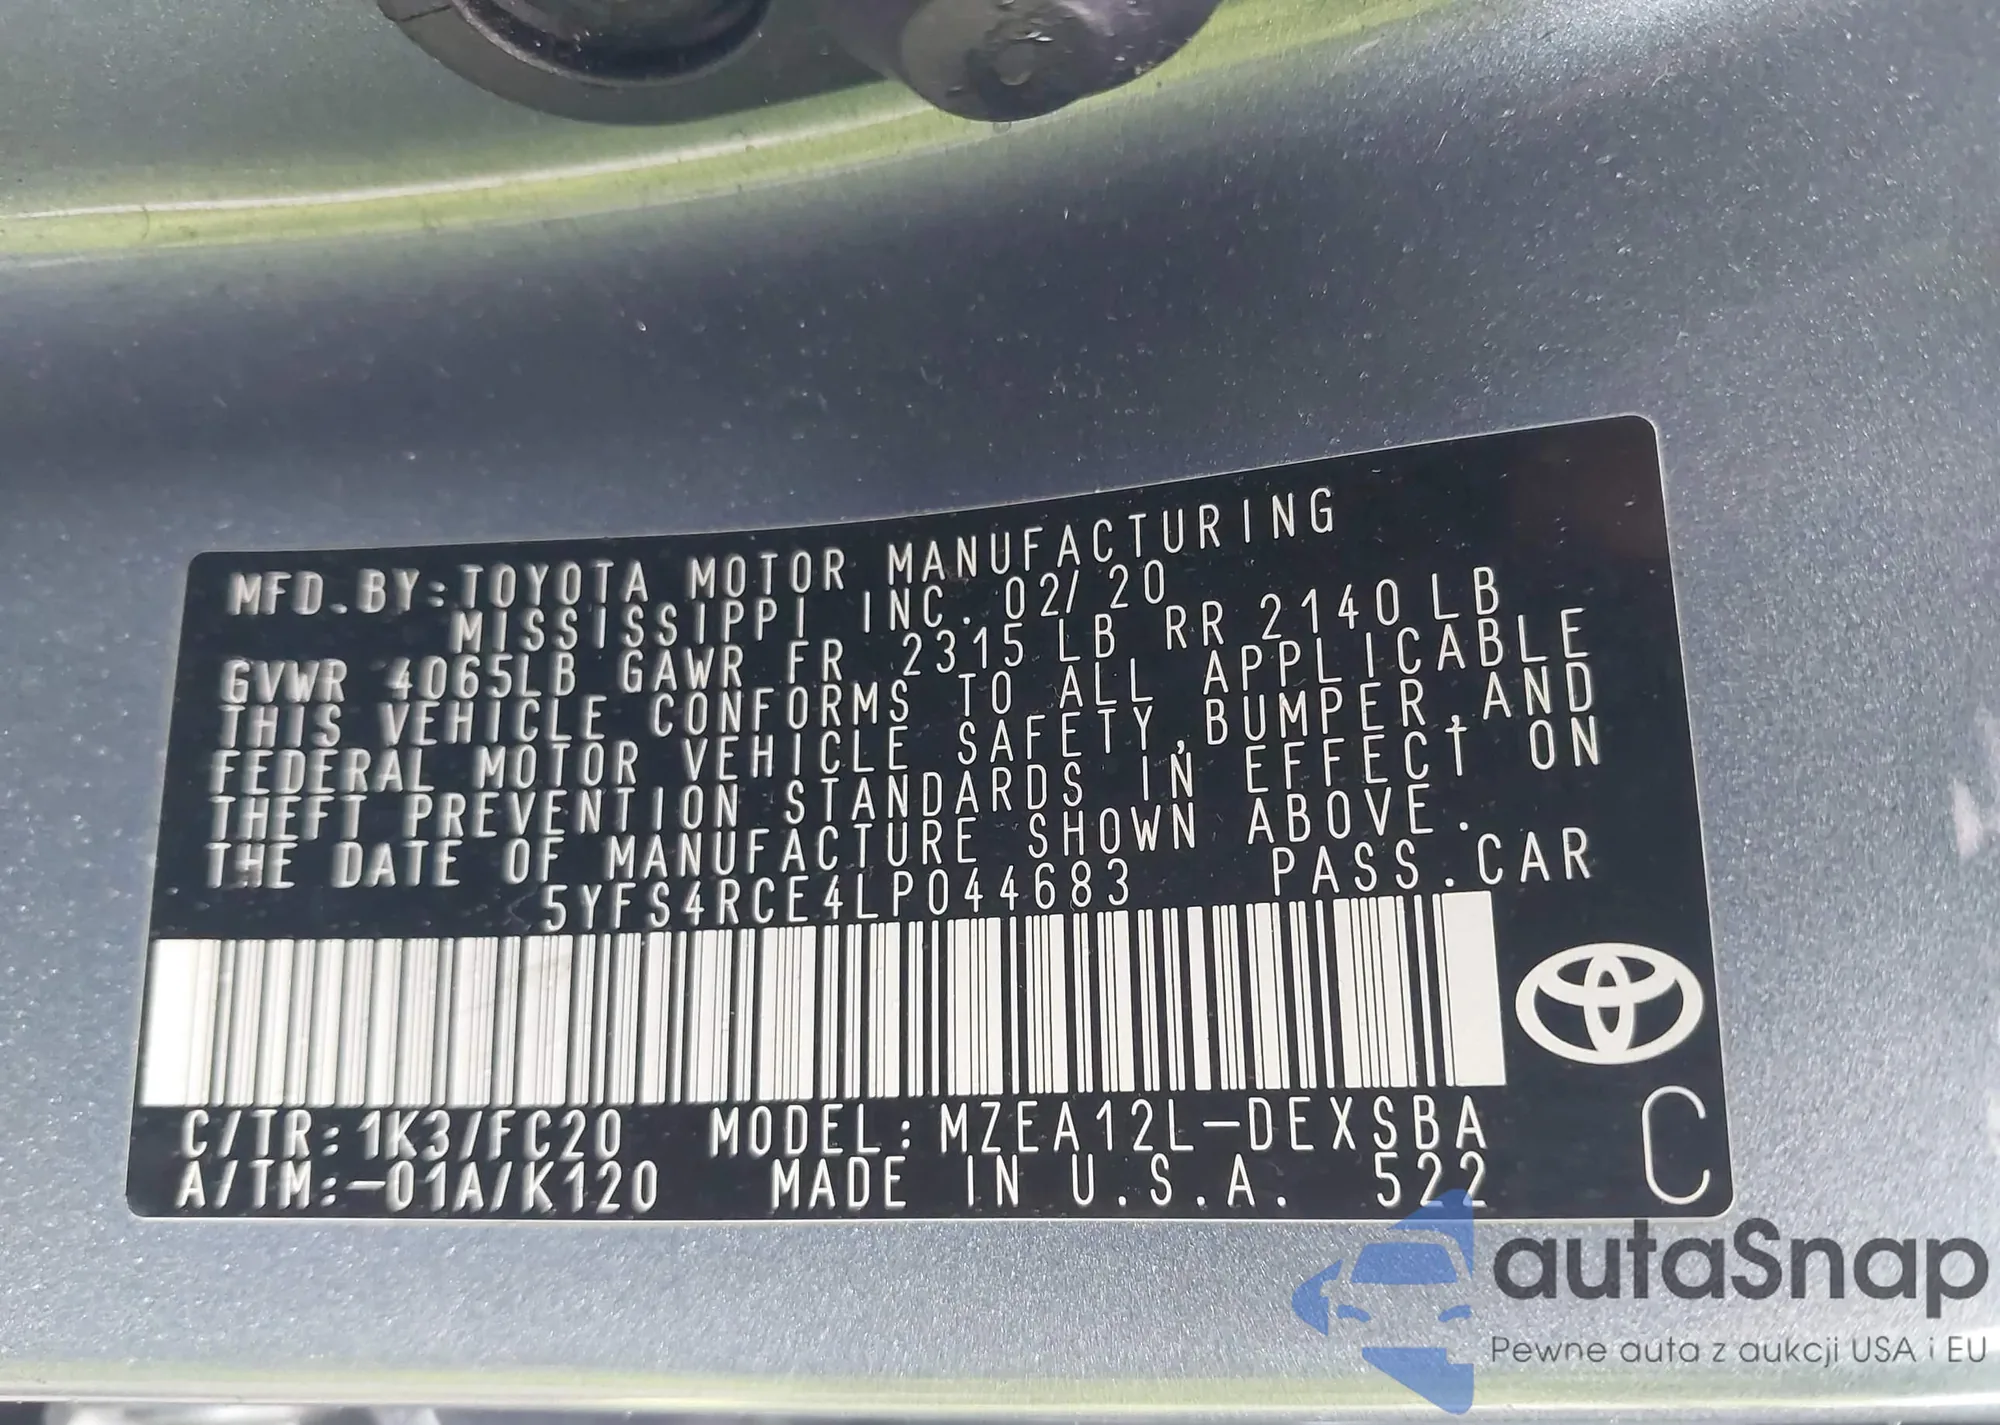 MFD.BY:TOYOTA MOTOR MANUFACTURING
MISSISSIPPI INC. 02/20
GVWR 4065LB GAWR FR 2315 LB RR 2140 LB
THIS VEHICLE CONFORMS TO ALL APPLICABLE
FEDERAL MOTOR VEHICLE SAFETY,BUMPER,AND
THEFT PREVENTION STANDARDS IN EFFECT ON
THE DATE OF MANUFACTURE SHOWN ABOVE.
5YFS4RCE4LP044683 PASS.CAR
C/TR:1K3/FC20 MODEL:MZEA12L-DEXSBA
A/TM:-01A/K120 MADE IN U.S.A. 522
C
autaSnap
Pewne auta z aukcji USA i EU